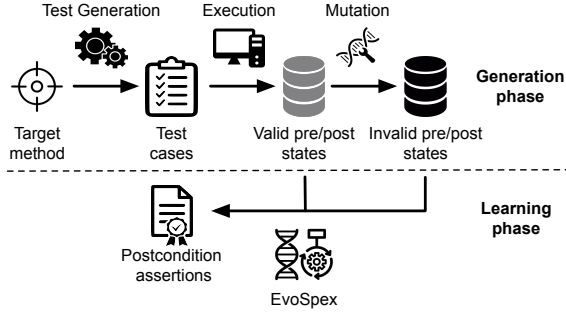 Test Generation
Execution
Mutation
Generation
phase
Target
method
Test
cases
Valid pre/post
states
Invalid pre/post
states
Learning
phase
Postcondition
assertions
EvoSpex